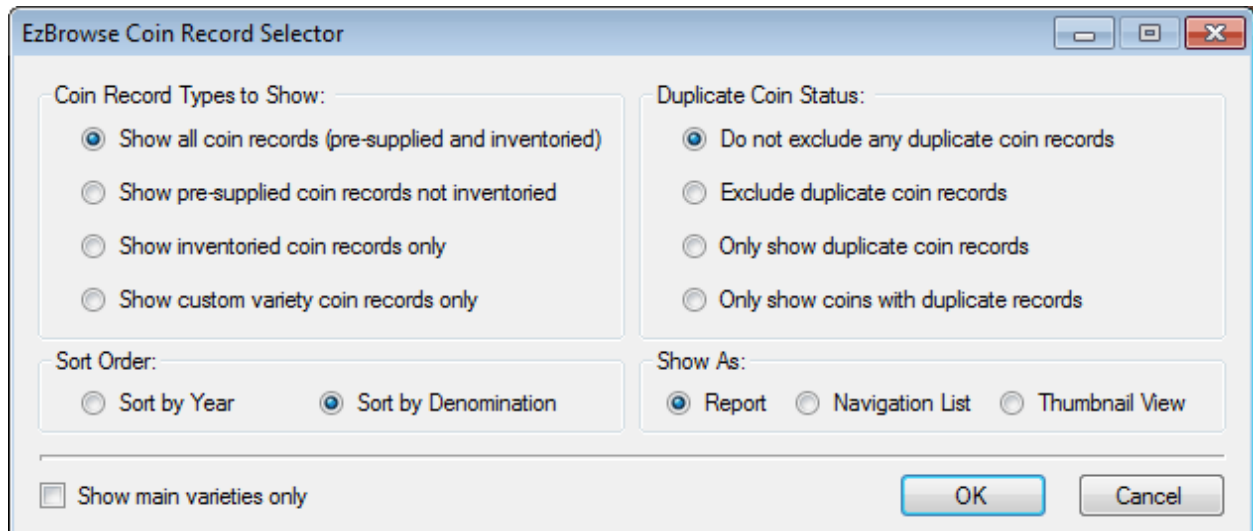 EzBrowse Coin Record Selector
Coin Record Types to Show:
Show all coin records (pre-supplied and inventoried)
Show pre-supplied coin records not inventoried
Show inventoried coin records only
Show custom variety coin records only
Duplicate Coin Status:
Do not exclude any duplicate coin records
Exclude duplicate coin records
Only show duplicate coin records
Only show coins with duplicate records
Sort Order:
Sort by Year Sort by Denomination
Show As:
Report Navigation List Thumbnail View
Show main varieties only
OK Cancel